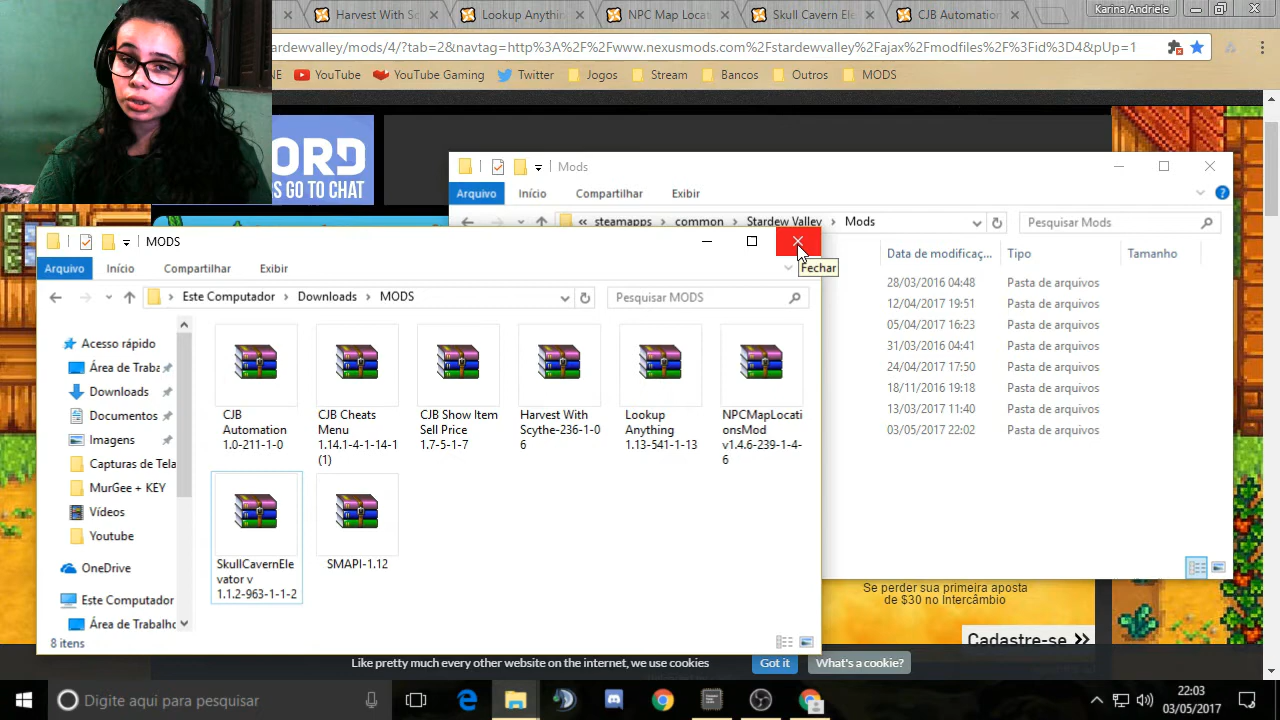 Harvest With Sc
Lookup Anythin
NPC Map Locat
Skull Cavern Ele
CJB Automation
Karina Andriele
ardewvalley/mods/4/?tab=2&navtag=http%3A%2F%2Fwww.nexusmods.com%2Fstardewvalley%2Fajax%2Fmodfiles%2F%3Fid%3D4&pUp=1
NE
YouTube
YouTube Gaming
Twitter
Jogos
Stream
Bancos
Outros
MODS
ORD
S GO TO CHAT
Mods
Arquivo
Início
Compartilhar
Exibir
«
steamapps
common
Stardew Valley
Mods
Pesquisar Mods
Data de modificaç...
Tipo
Tamanho
28/03/2016 04:48 Pasta de arquivos
12/04/2017 19:51 Pasta de arquivos
05/04/2017 16:23 Pasta de arquivos
31/03/2016 04:41 Pasta de arquivos
24/04/2017 17:50 Pasta de arquivos
18/11/2016 19:18 Pasta de arquivos
13/03/2017 11:40 Pasta de arquivos
03/05/2017 22:02 Pasta de arquivos
MODS
Fechar
Arquivo
Início
Compartilhar
Exibir
Este Computador
Downloads
MODS
Pesquisar MODS
Acesso rápido
Área de Traba
Downloads
Documentos
Imagens
Capturas de Tela
MurGee + KEY
Vídeos
Youtube
OneDrive
Este Computador
Área de Trabalho
CJB
Automation
1.0-211-1-0
CJB Cheats
Menu
1.14.1-4-1-14-1
(1)
CJB Show Item
Sell Price
1.7-5-1-7
Harvest With
Scythe-236-1-0
6
Lookup
Anything
1.13-541-1-13
NPCMapLocati
onsMod
v1.4.6-239-1-4-
6
SkullCavernEle
vator v
1.1.2-963-1-1-2
SMAPI-1.12
8 itens
Se perder sua primeira aposta
de $30 no Intercâmbio
Cadastre-se
Like pretty much every other website on the internet, we use cookies
Got it
What's a cookie?
Digite aqui para pesquisar
22:03
03/05/2017